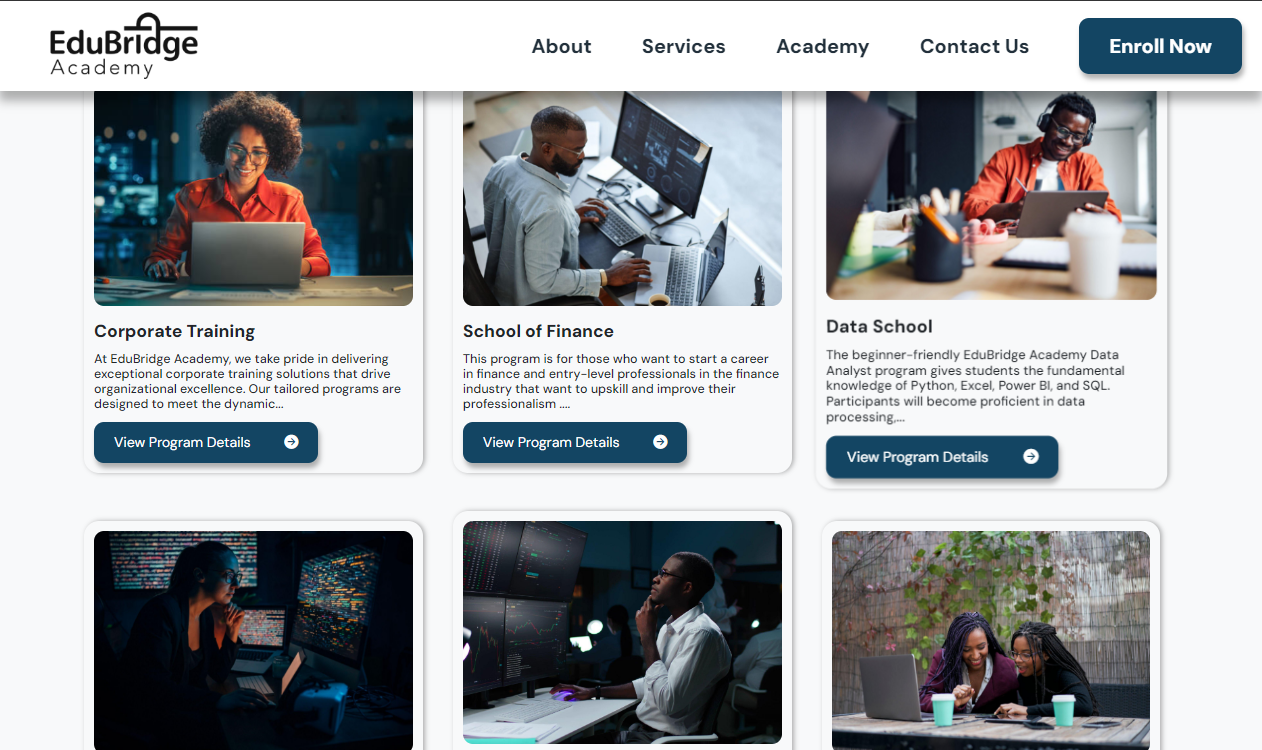 EduBridge
Academy
About
Services
Academy
Contact Us
Enroll Now
Corporate Training
At EduBridge Academy, we take pride in delivering
exceptional corporate training solutions that drive
organizational excellence. Our tailored programs are
designed to meet the dynamic...
View Program Details
School of Finance
This program is for those who want to start a career
in finance and entry-level professionals in the finance
industry that want to upskill and improve their
professionalism ....
View Program Details
Data School
The beginner-friendly EduBridge Academy Data
Analyst program gives students the fundamental
knowledge of Python, Excel, Power BI, and SQL.
Participants will become proficient in data
processing,...
View Program Details